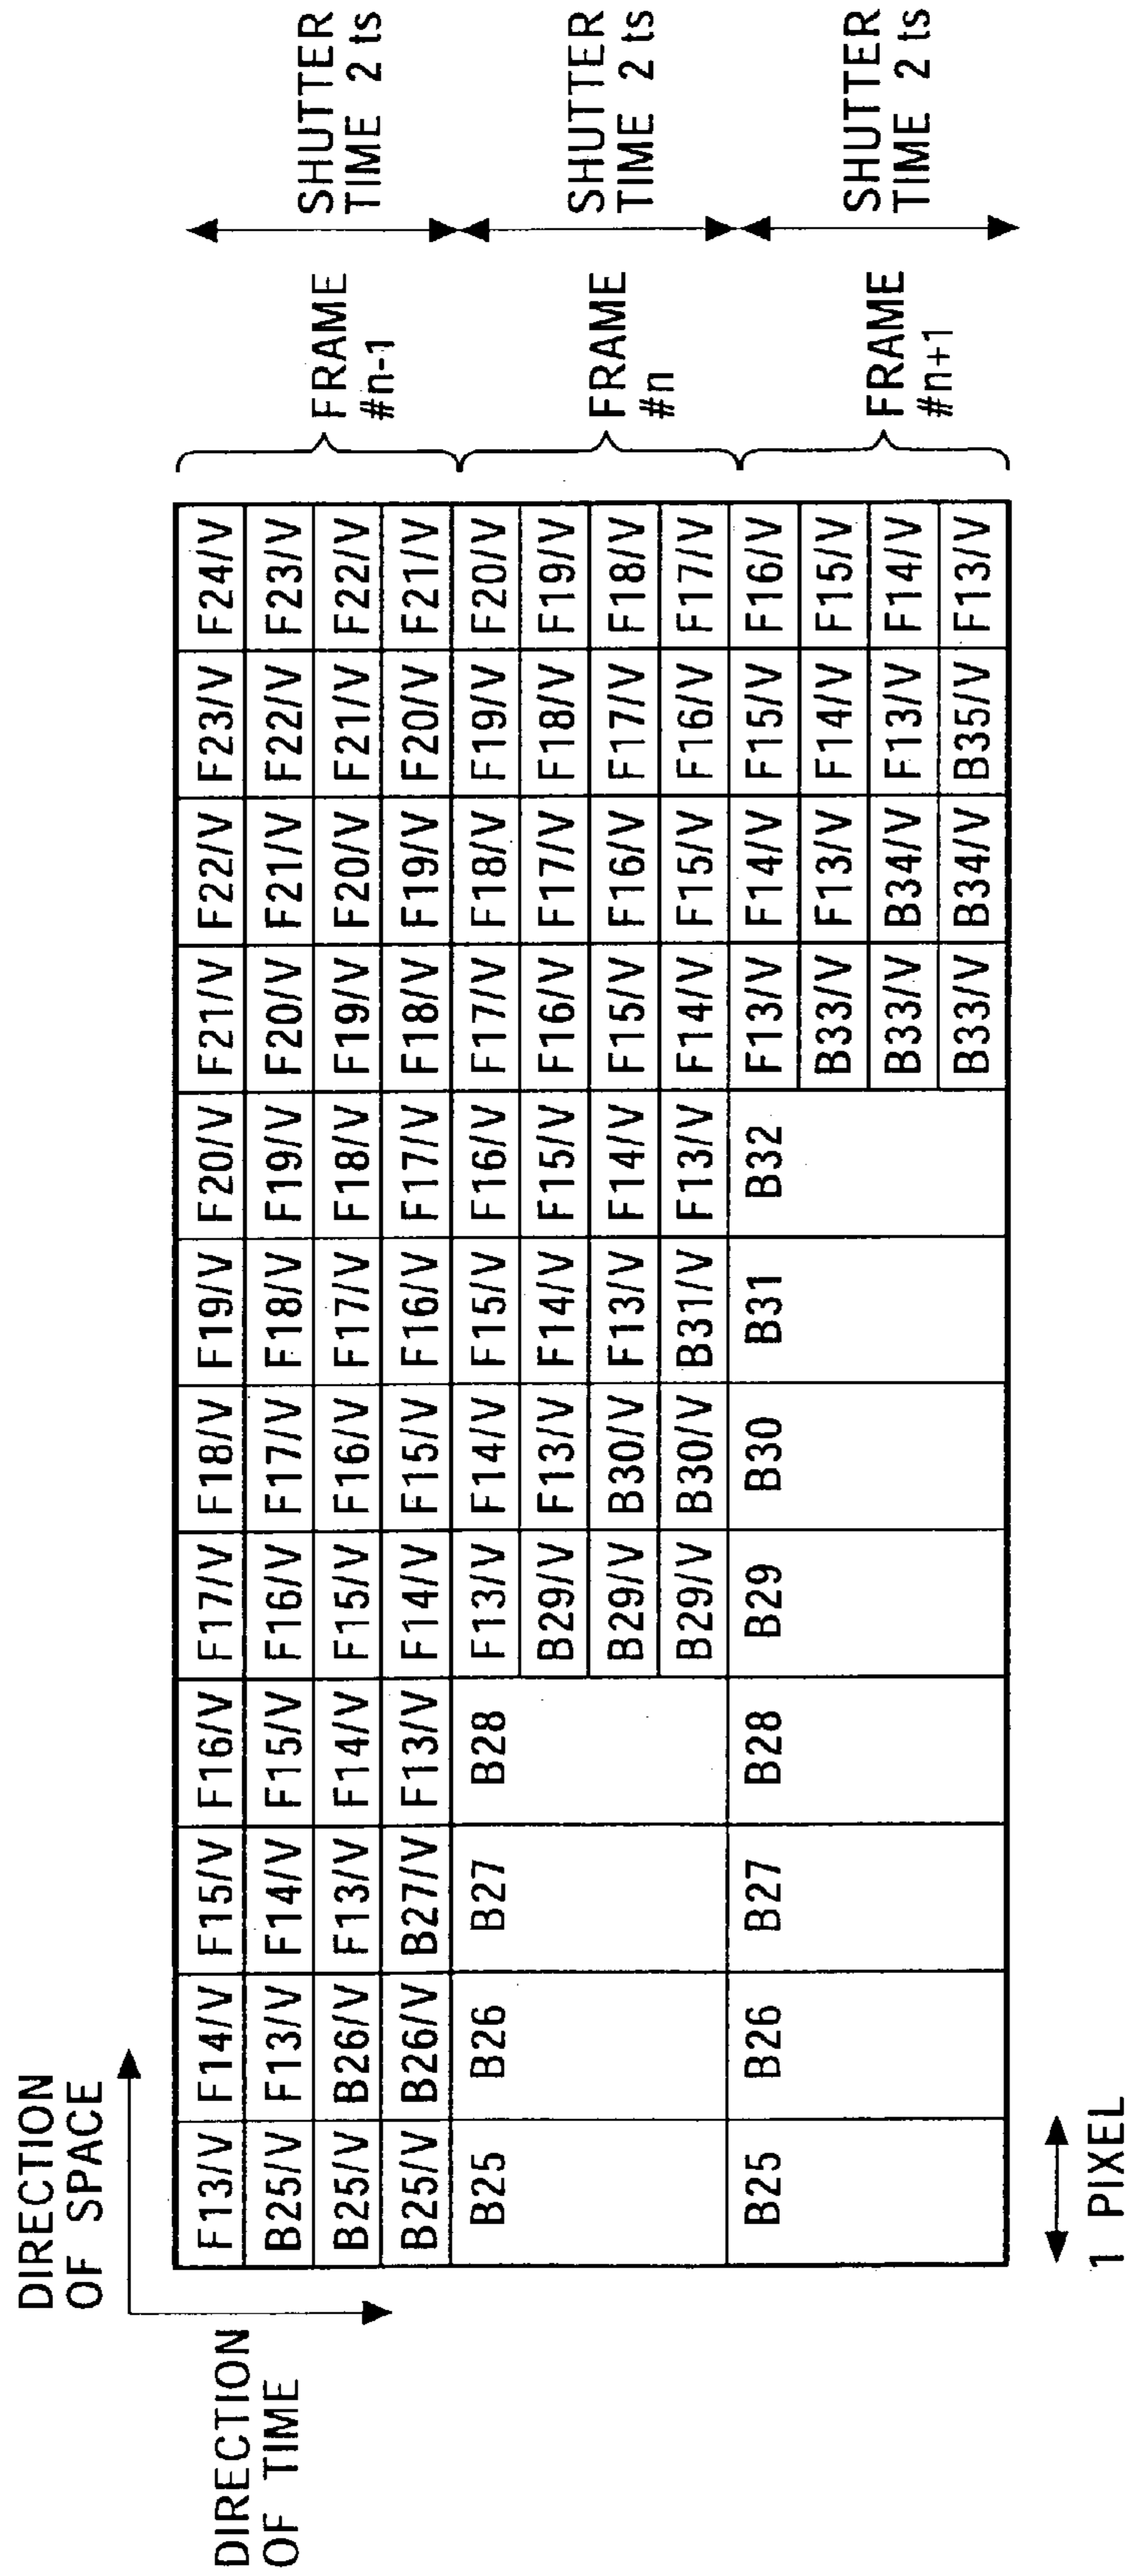 DIRECTION
OF SPACE
DIRECTION
OF TIME
F13/V F14/V F15/V F16/V F17/V F18/V F19/V F20/V F21/V F22/V F23/V F24/V
B25/V F13/V F14/V F15/V F16/V F17/V F18/V F19/V F20/V F21/V F22/V F23/V
B25/V B26/V F13/V F14/V F15/V F16/V F17/V F18/V F19/V F20/V F21/V F22/V
B25/V B26/V B27/V F13/V F14/V F15/V F16/V F17/V F18/V F19/V F20/V F21/V
FRAME
#n-1
SHUTTER
TIME 2 ts
B25 B26 B27 B28 F13/V F14/V F15/V F16/V F17/V F18/V F19/V F20/V
B29/V F13/V F14/V F15/V F16/V F17/V F18/V F19/V
B29/V B30/V F13/V F14/V F15/V F16/V F17/V F18/V
B29/V B30/V B31/V F13/V F14/V F15/V F16/V F17/V
FRAME
#n
SHUTTER
TIME 2 ts
B25 B26 B27 B28 B29 B30 B31 B32 F13/V F14/V F15/V F16/V
B33/V F13/V F14/V F15/V
B33/V B34/V F13/V F14/V
B33/V B34/V B35/V F13/V
FRAME
#n+1
SHUTTER
TIME 2 ts
1 PIXEL